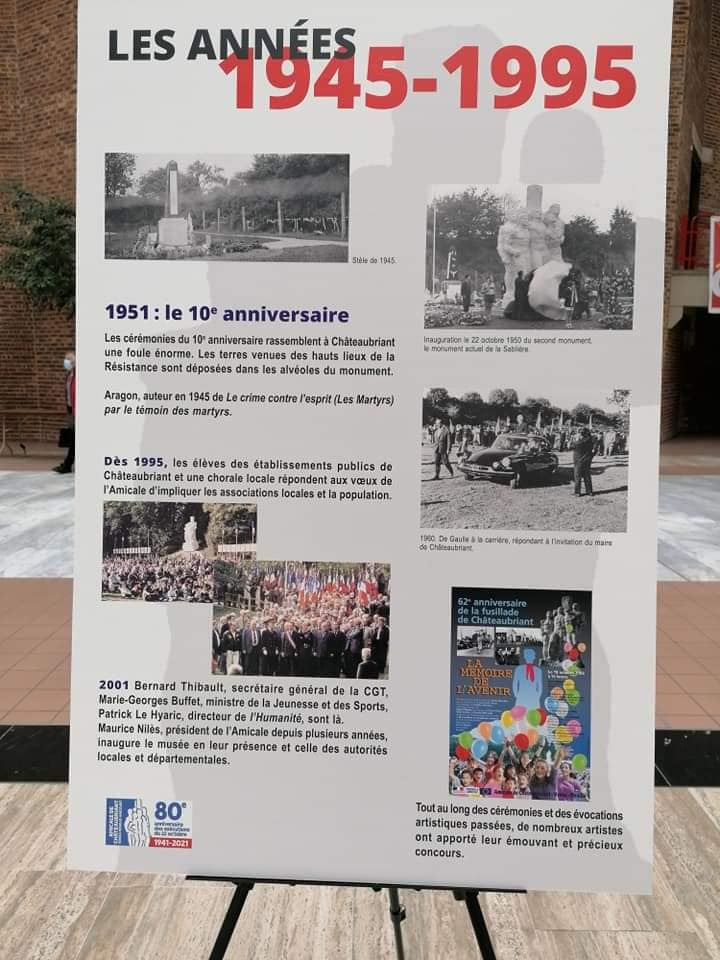 LES ANNÉES
1945-1995
Stèle de 1945.
Inauguration le 22 octobre 1950 du second monument,
le monument actuel de la Sablière.
1951 : le 10e anniversaire
Les cérémonies du 10e anniversaire rassemblent à Châteaubriant
une foule énorme. Les terres venues des hauts lieux de la
Résistance sont déposées dans les alvéoles du monument.
Aragon, auteur en 1945 de Le crime contre l'esprit (Les Martyrs)
par le témoin des martyrs.
Dès 1995, les élèves des établissements publics de
Châteaubriant et une chorale locale répondent aux vœux de
l'Amicale d'impliquer les associations locales et la population.
1960. De Gaulle à la carrière, répondant à l'invitation du maire
de Châteaubriant.
62e anniversaire
de la fusillade
de Châteaubriant
LA
MÉMOIRE
DE
L'AVENIR
2001 Bernard Thibault, secrétaire général de la CGT,
Marie-Georges Buffet, ministre de la Jeunesse et des Sports,
Patrick Le Hyaric, directeur de l'Humanité, sont là.
Maurice Nilès, président de l'Amicale depuis plusieurs années,
inaugure le musée en leur présence et celle des autorités
locales et départementales.
AMICALE DE
CHÂTEAUBRIANT
80e
anniversaire
des exécutions
du 22 octobre
1941-2021
Tout au long des cérémonies et des évocations
artistiques passées, de nombreux artistes
ont apporté leur émouvant et précieux
concours.